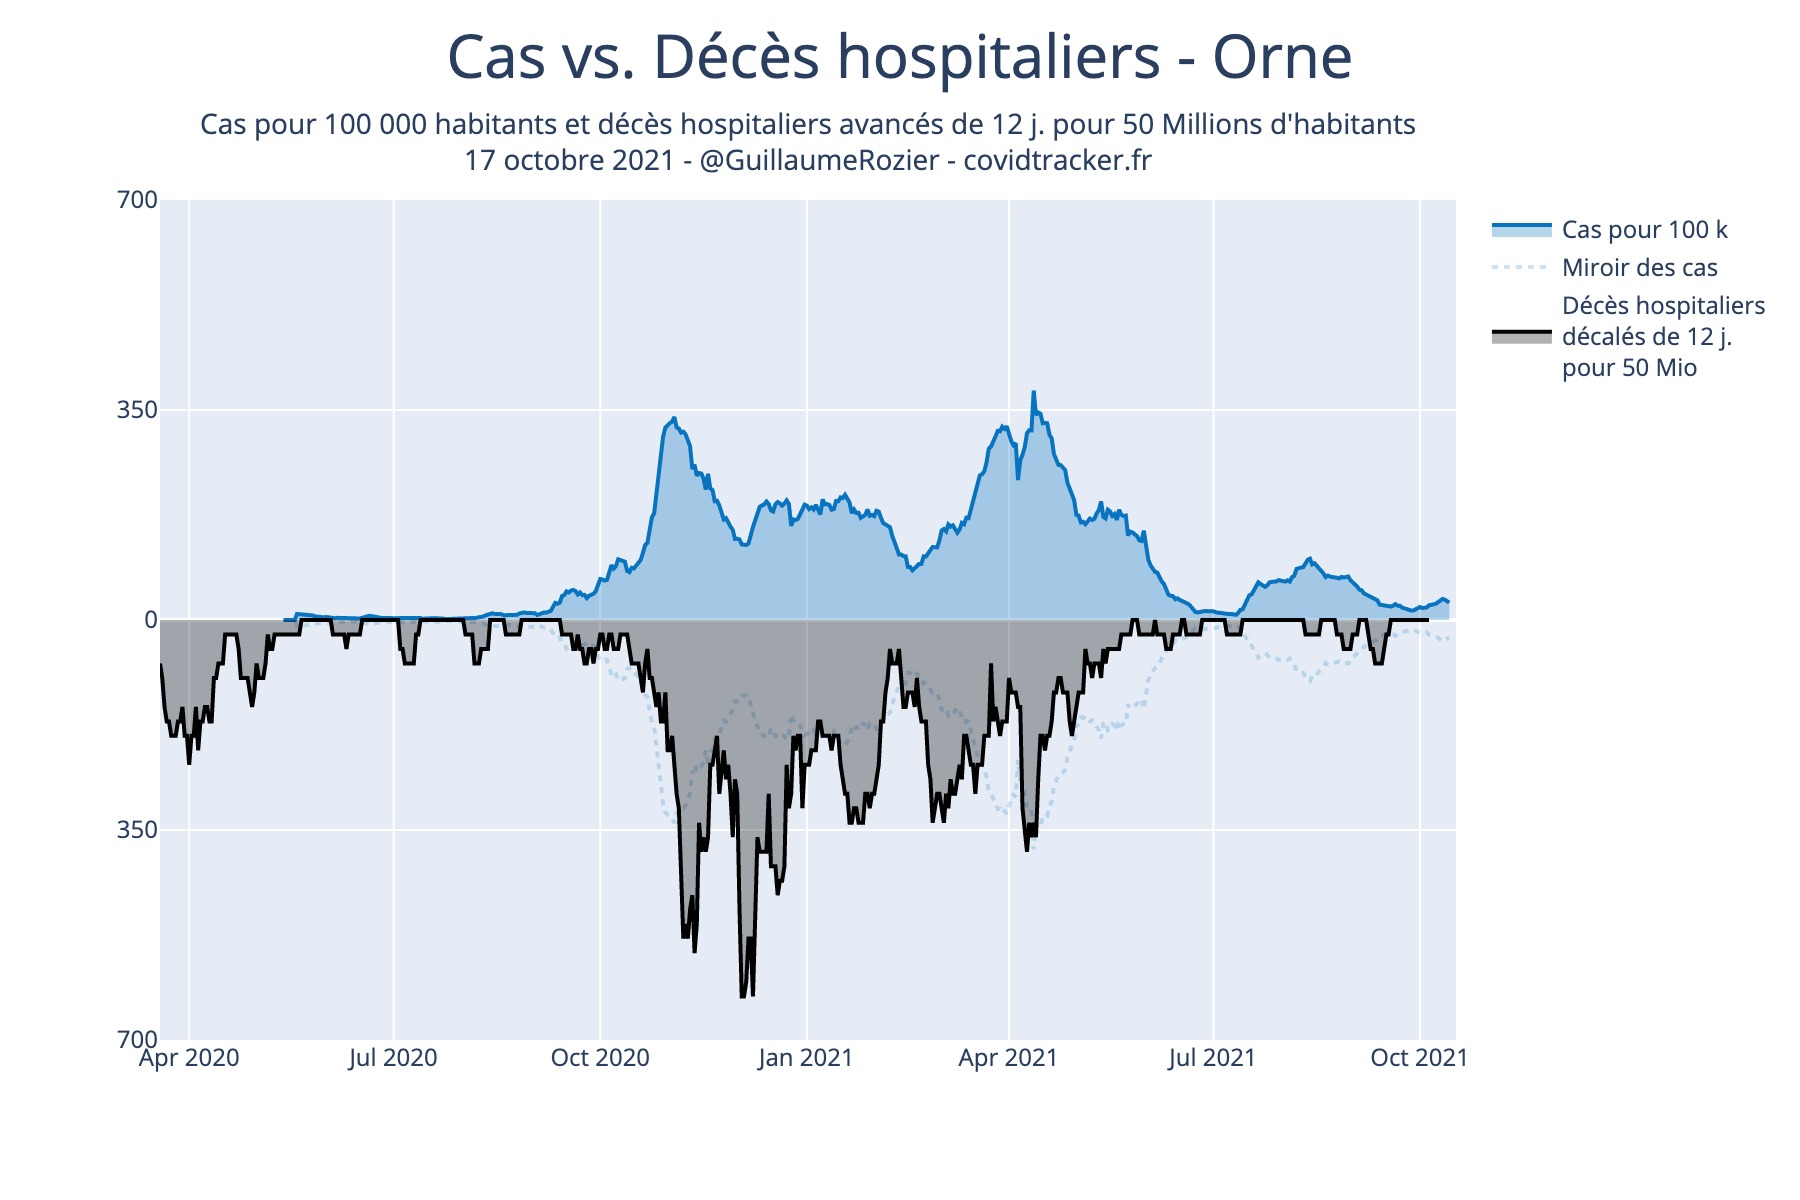 Cas vs. Décès hospitaliers - Orne
Cas pour 100 000 habitants et décès hospitaliers avancés de 12 j. pour 50 Millions d'habitants
17 octobre 2021 - @GuillaumeRozier - covidtracker.fr
700
350
0
350
700
Apr 2020
Jul 2020
Oct 2020
Jan 2021
Apr 2021
Jul 2021
Oct 2021
Cas pour 100 k
Miroir des cas
Décès hospitaliers
décalés de 12 j.
pour 50 Mio